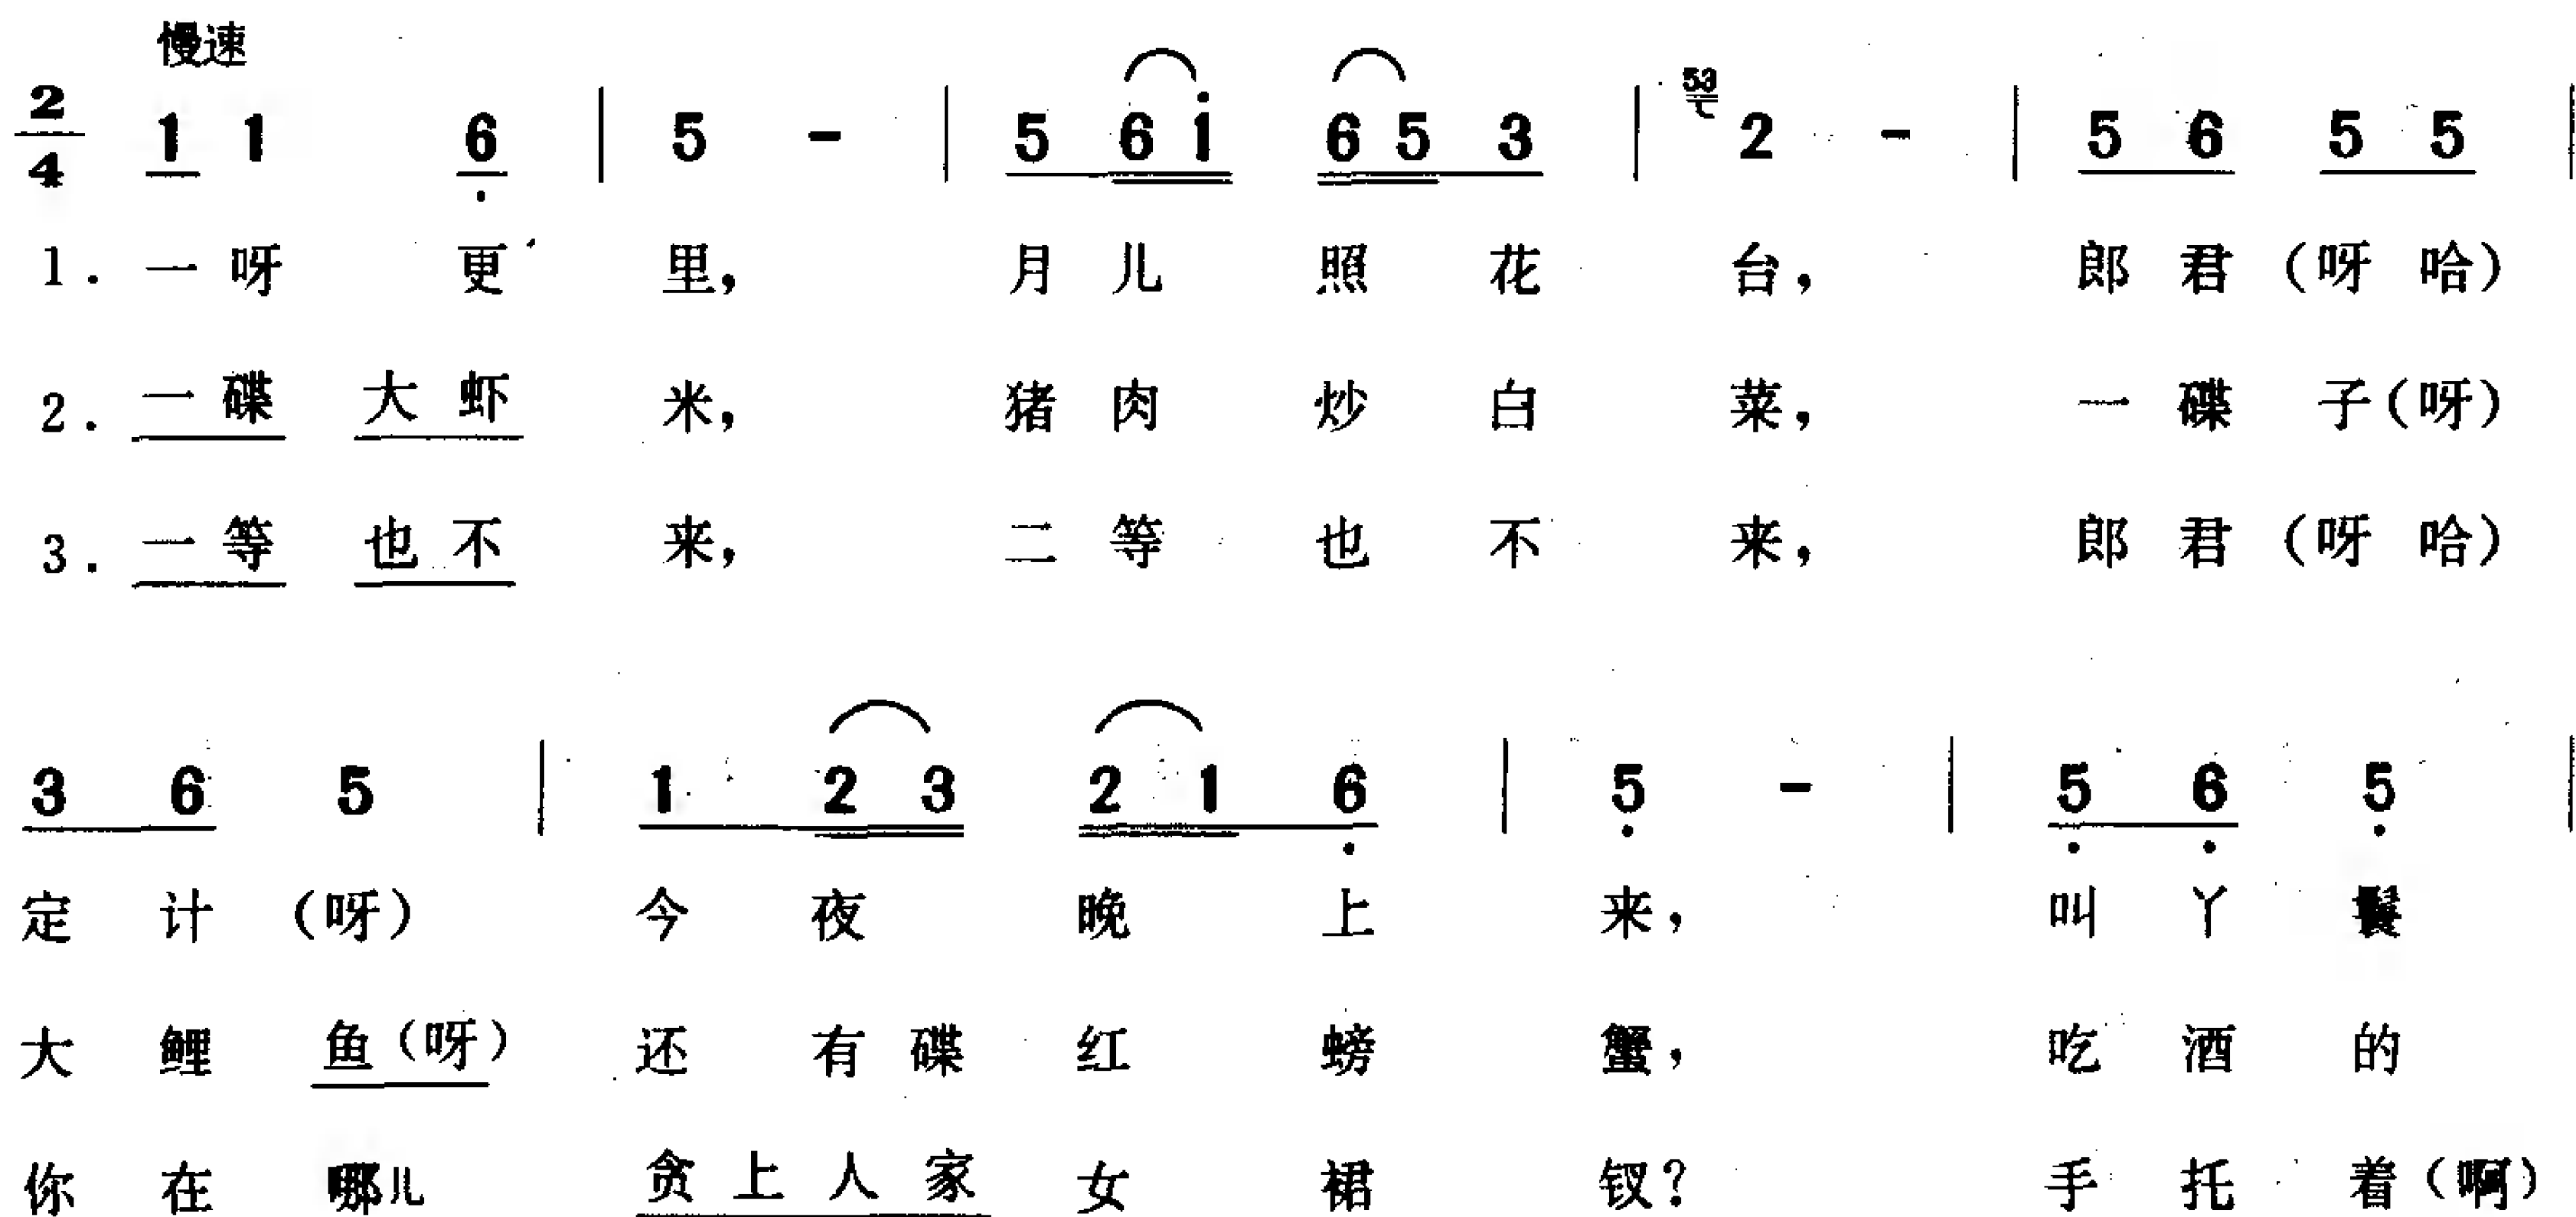 慢速
2/4 1 1 6 | 5 - | 5 6 i 6 5 3 | 53 2 - | 5 6 5 5 |
1. 一呀 更 里, 月 儿 照 花 台, 郎 君 (呀 哈)
2. 一碟 大虾 米, 猪 肉 炒 白 菜, 一 碟 子(呀)
3. 一等 也不 来, 二 等 也 不 来, 郎 君 (呀 哈)
3 6 5 | 1 2 3 2 1 6 | 5 - | 5 6 5 |
定 计 (呀) 今 夜 晚 上 来, 叫 丫 鬟
大 鲤 鱼(呀) 还 有 碟 红 螃 蟹, 吃 酒 的
你 在 哪儿 贪 上 人 家 女 裙 钗? 手 托 着(啊)